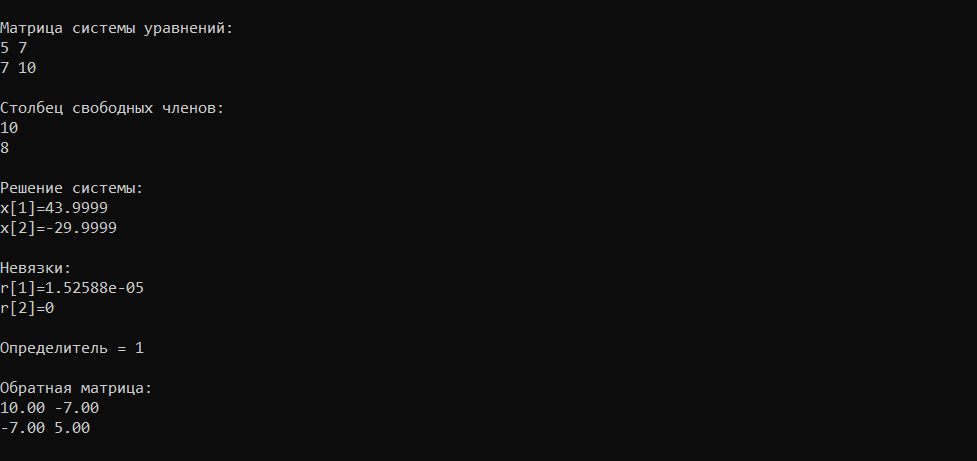 Матрица системы уравнений:
5 7
7 10
Столбец свободных членов:
10
8
Решение системы:
x[1]=43.9999
x[2]=-29.9999
Невязки:
r[1]=1.52588e-05
r[2]=0
Определитель = 1
Обратная матрица:
10.00 -7.00
-7.00 5.00